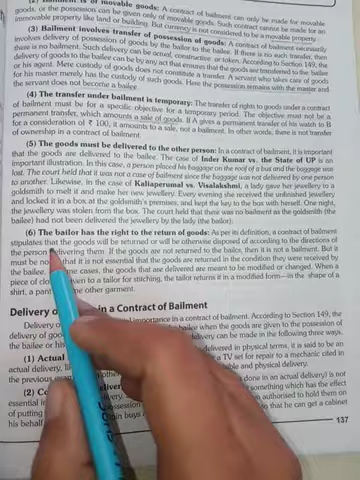 (2) Bailment is of movable goods: A contract of bailment can only be made for movable
goods, or the possession can be given only of movable goods. Such contract cannot be made for an
immovable property like land or building. But currency is not considered to be a movable property.
(3) Bailment involves transfer of possession of goods: A contract of bailment necessarily
involves delivery of possession of goods by the bailor to the bailee. If there is no such transfer, then
there is no bailment. Such delivery can be actual, constructive or token. According to Section 149, the
delivery of goods to the bailee can be by any act that ensures that the goods are transferred to the bailee
or his agent. Mere custody of goods does not constitute a transfer. A servant who takes care of goods
for his master merely has the custody of such goods. Here the possession remains with the master and
the servant does not become a bailee.
(4) The transfer under bailment is temporary: The transfer of rights to goods under a contract
of bailment must be for a specific objective for a temporary period. The objective must not be a
permanent transfer, which amounts a sale of goods. If A gives a permanent transfer of his watch to B
for a consideration of ₹ 100, it amounts to a sale, not a bailment. In other words, there is not transfer
of ownership in a contract of bailment.
(5) The goods must be delivered to the other person: In a contract of bailment, it is important
that the goods are delivered to the bailee. The case of Inder Kumar vs. the State of UP is an
important illustration. In this case, a person placed his baggage on the roof of a bus and the baggage was
lost. The court held that it was not a case of bailment since the baggage was not delivered by one person
to another. Likewise, in the case of Kallaperumal vs. Visalakshmi, a lady gave her jewellery to a
goldsmith to melt it and make her new jewellery. Every evening she received the unfinished jewellery
and locked it in a box at the goldsmith's premises, and kept the key to the box with herself. One night,
the jewellery was stolen from the box. The court held that there was no bailment as the goldsmith (the
bailee) had not been delivered the jewellery by the lady (the bailor).
(6) The bailor has the right to the return of goods: As per its definition, a contract of bailment
stipulates that the goods will be returned or will be otherwise disposed of according to the directions of
the person delivering them. If the goods are not returned to the bailor, then it is not a bailment. But it
must be no that it is not essential that the goods are returned in the condition they were received by
the bailee. me cases, the goods that are delivered are meant to be modified or changed. When a
piece of clo iven to a tailor for stitching, the tailor returns it in a modified form—in the shape of a
shirt, a pant her garment.
Delivery o in a Contract of Bailment
Delivery o importance in a contract of bailment. According to Section 149, the
bailee when the goods are given to the possession of
the bailee or his delivery can be made in the following three ways.
(1) Actual delivered in physical terms, it is said to be an
actual delivery, TV set for repair to a mechanic cited in
the previous able and physical delivery.
(2) Co deliver done in an actual delivery) is not
essential in something which has the effect
of putting possession n authorised to hold them on
his behalf buys so that he can get a cabinet
137